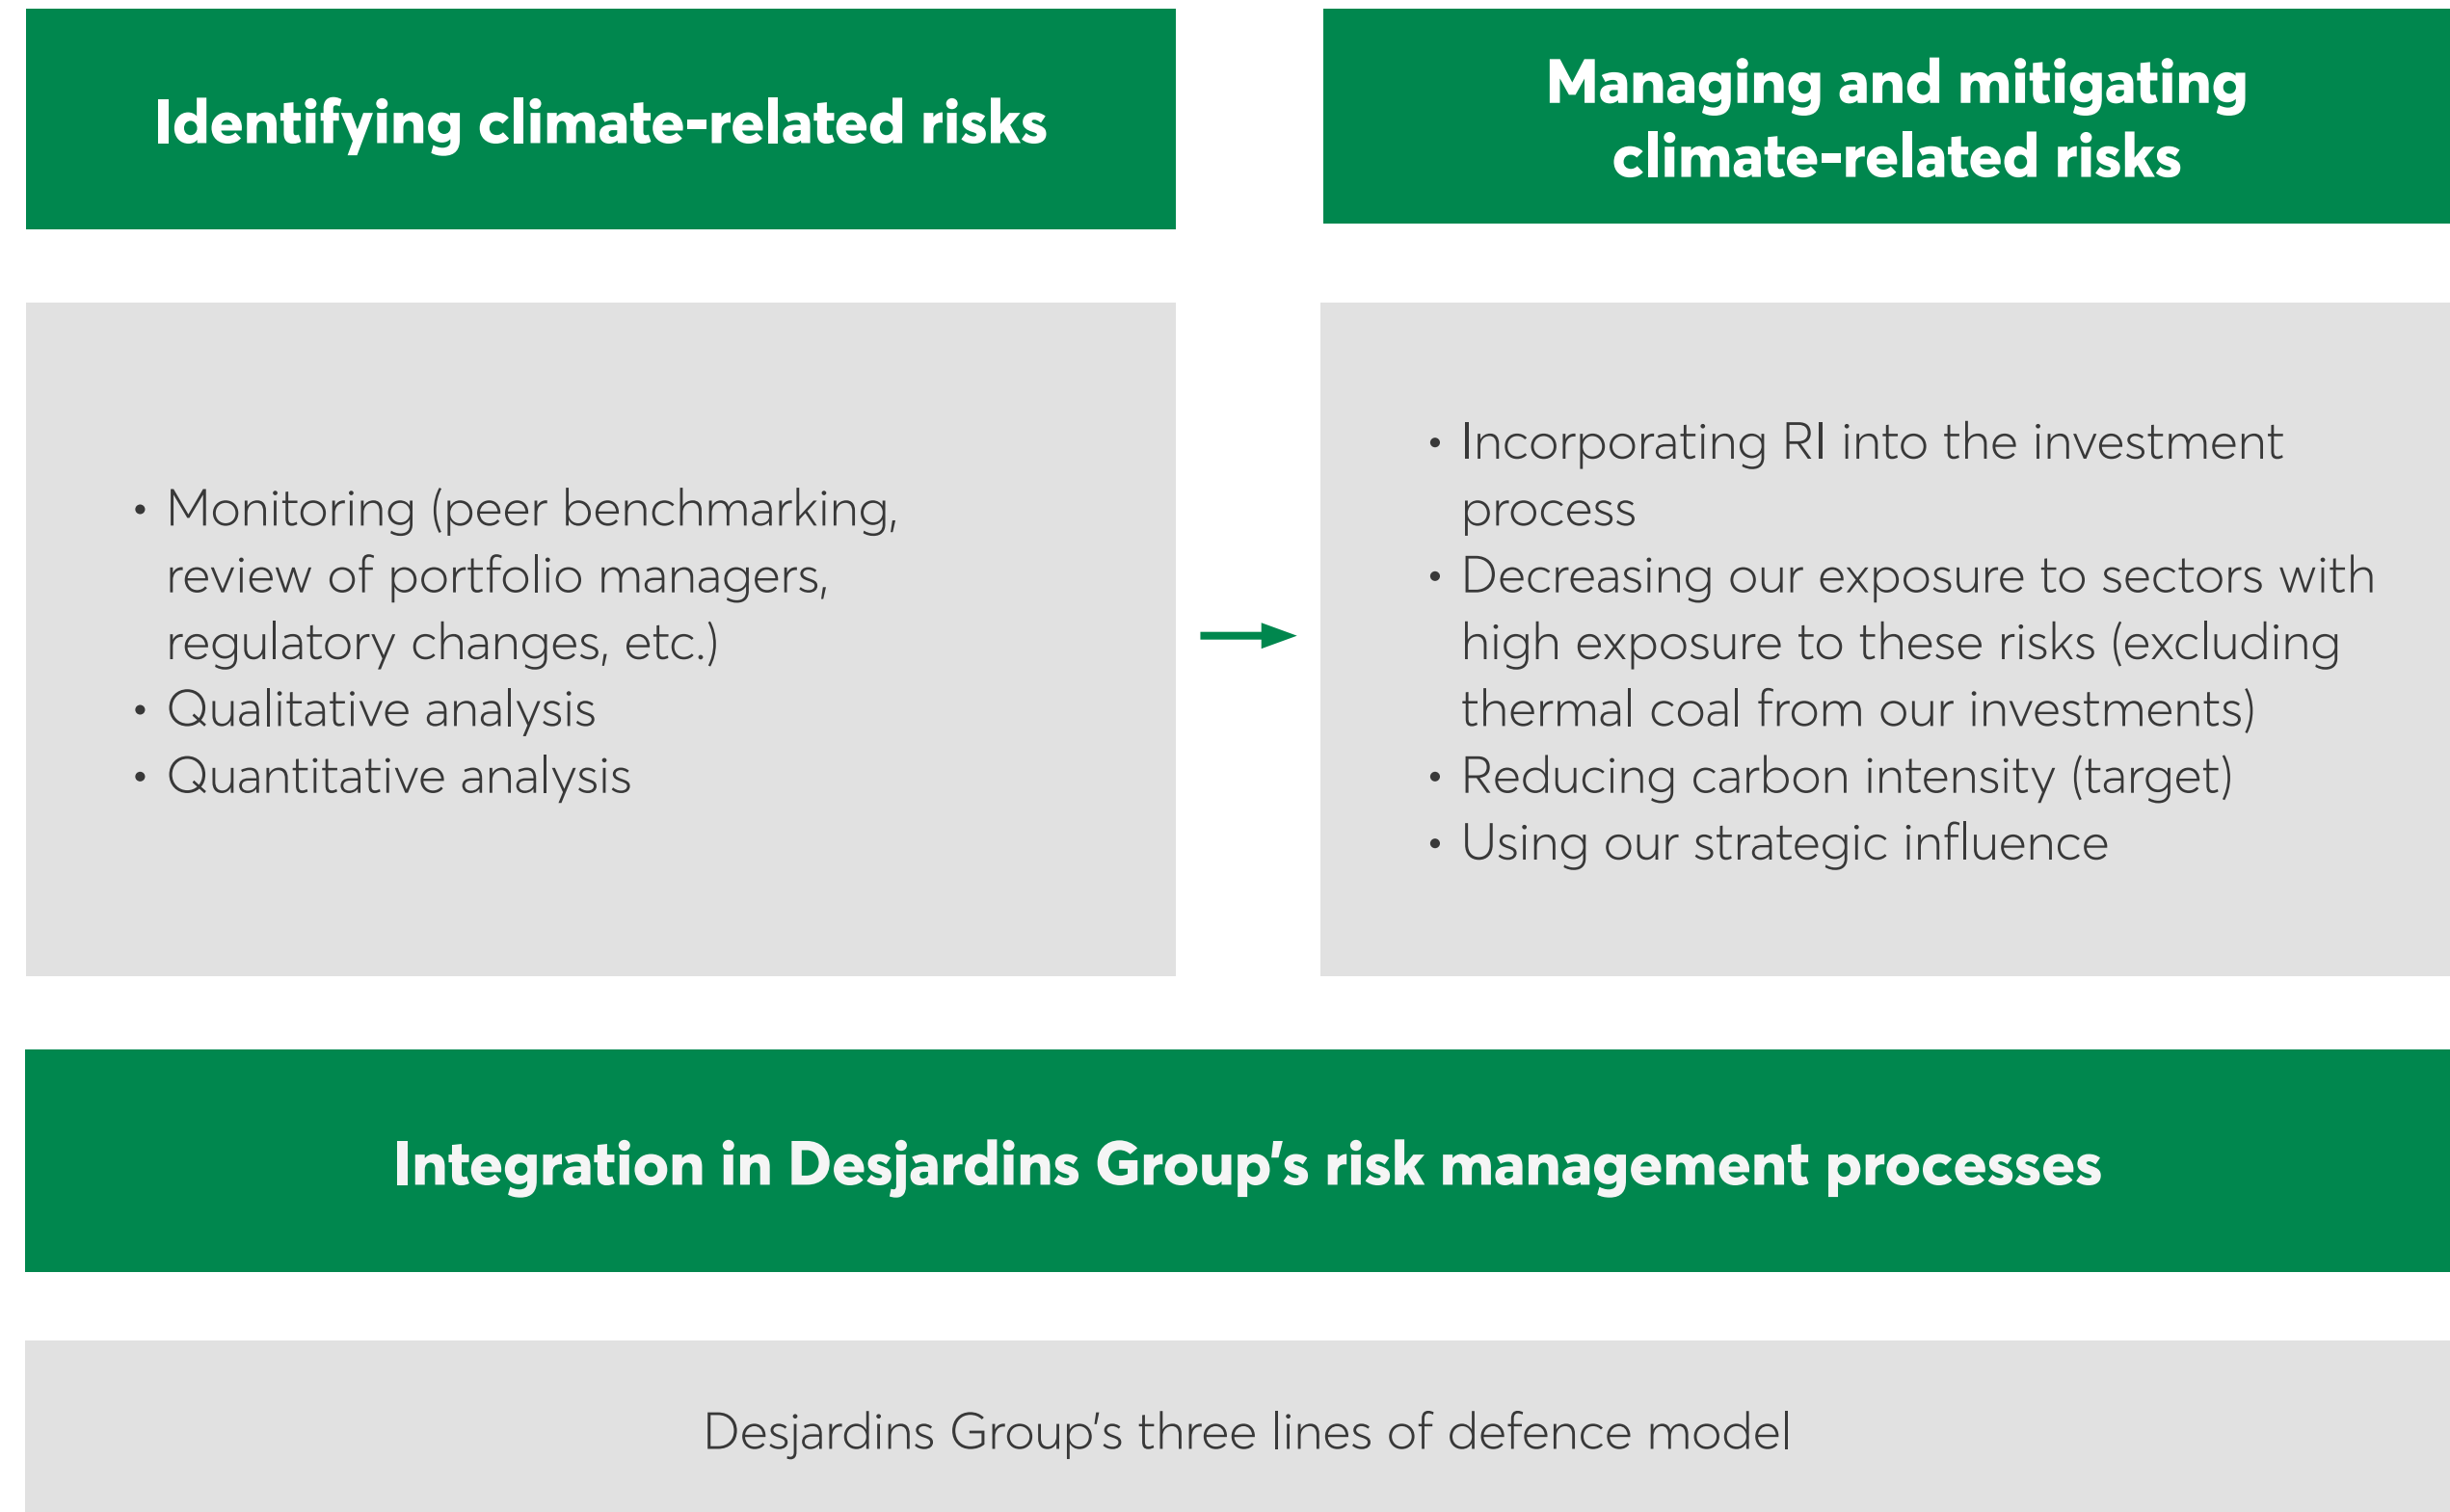 Identifying climate-related risks
Managing and mitigating
climate-related risks
• Monitoring (peer benchmarking,
review of portfolio managers,
regulatory changes, etc.)
• Qualitative analysis
• Quantitative analysis
• Incorporating RI into the investment
process
• Decreasing our exposure to sectors with
high exposure to these risks (excluding
thermal coal from our investments)
• Reducing carbon intensity (target)
• Using our strategic influence
Integration in Desjardins Group's risk management processes
Desjardins Group's three lines of defence model